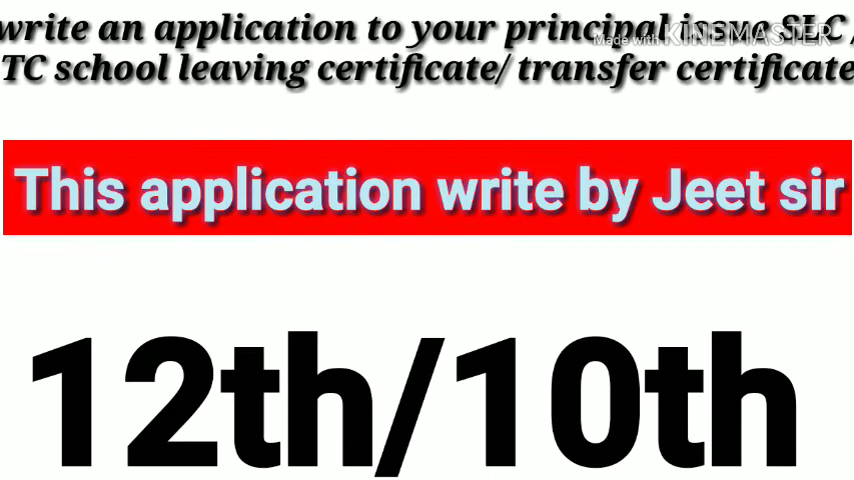 write an application to your principal issue SLC /
Made with KINEMASTER
TC school leaving certificate/ transfer certificate
This application write by Jeet sir
12th/10th